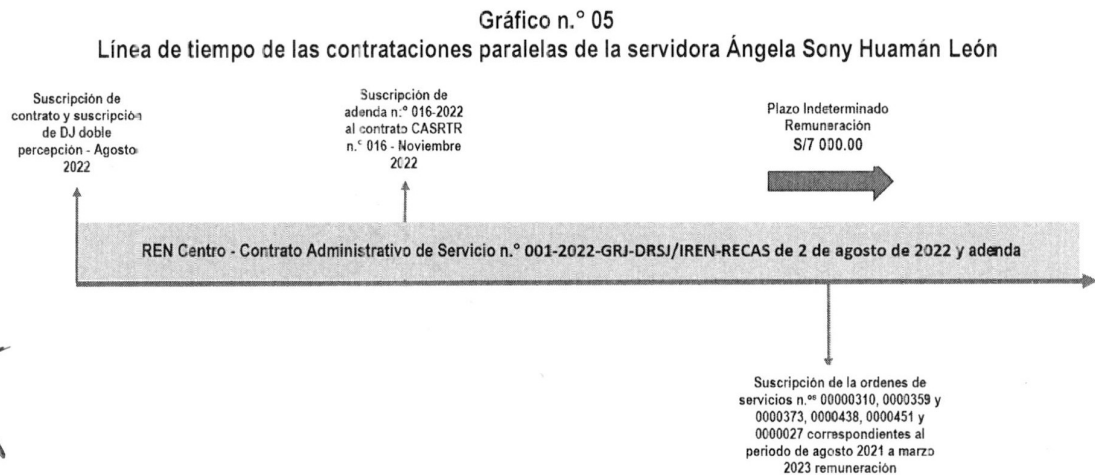 Gráfico n.° 05
Línea de tiempo de las contrataciones paralelas de la servidora Ángela Sony Huamán León
Suscripción de
contrato y suscripción
de DJ doble
percepción - Agosto
2022
Suscripción de
adenda n.° 016-2022
al contrato CASRTR
n.° 016 - Noviembre
2022
Plazo Indeterminado
Remuneración
S/7 000.00
REN Centro - Contrato Administrativo de Servicio n.° 001-2022-GRJ-DRSJ/IREN-RECAS de 2 de agosto de 2022 y adenda
Suscripción de la ordenes de
servicios n.ºs 00000310, 0000359 y
0000373, 0000438, 0000451 y
0000027 correspondientes al
periodo de agosto 2021 a marzo
2023 remuneración